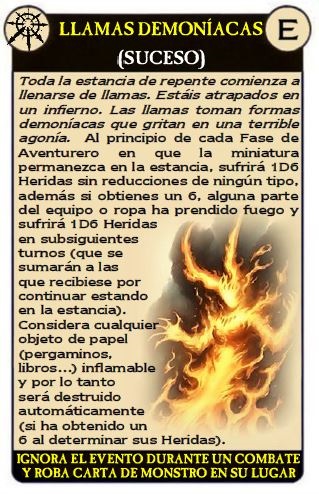 LLAMAS DEMONÍACAS
E
(SUCESO)
Toda la estancia de repente comienza a
llenarse de llamas. Estáis atrapados en
un infierno. Las llamas toman formas
demoníacas que gritan en una terrible
agonía. Al principio de cada Fase de
Aventurero en que la miniatura
permanezca en la estancia, sufrirá 1D6
Heridas sin reducciones de ningún tipo,
además si obtienes un 6, alguna parte
del equipo o ropa ha prendido fuego y
sufrirá 1D6 Heridas
en subsiguientes
turnos (que se
sumarán a las
que recibiese por
continuar estando
en la estancia).
Considera cualquier
objeto de papel
(pergaminos,
libros...) inflamable
y por lo tanto
será destruido
automáticamente
(si ha obtenido un
6 al determinar sus Heridas).
IGNORA EL EVENTO DURANTE UN COMBATE
Y ROBA CARTA DE MONSTRO EN SU LUGAR